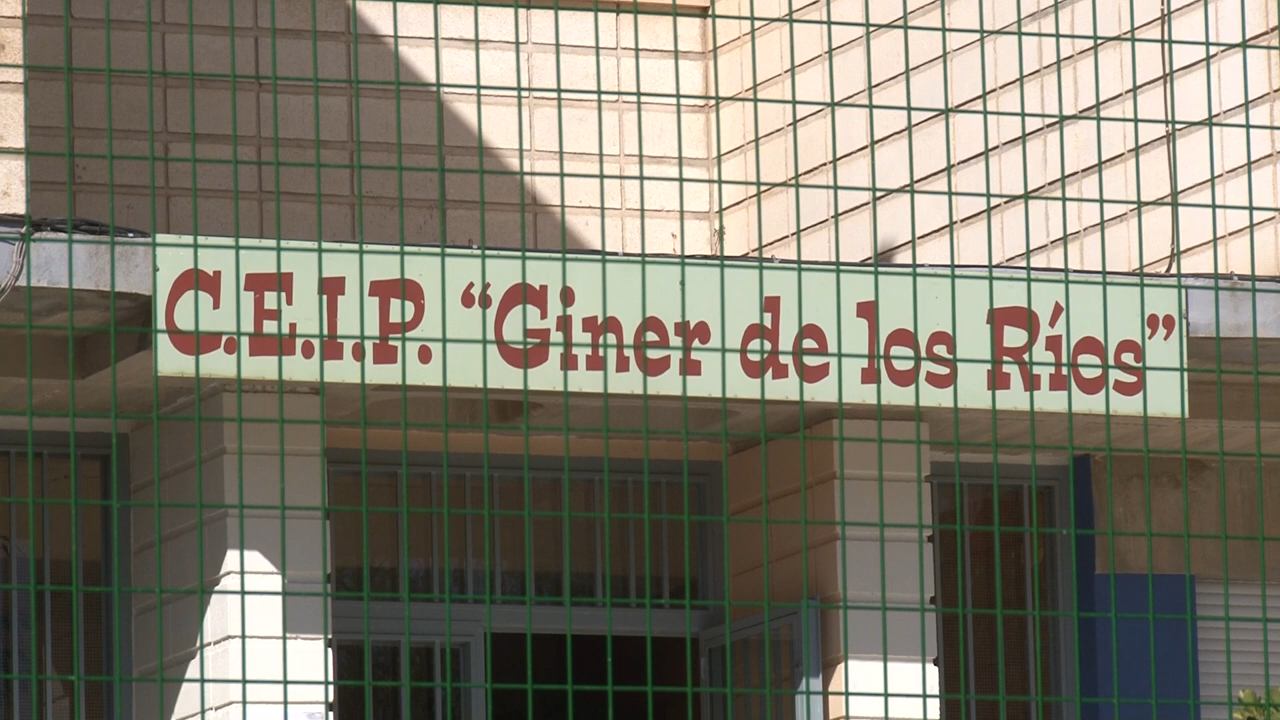 C.E.I.P. “Giner de los Ríos”